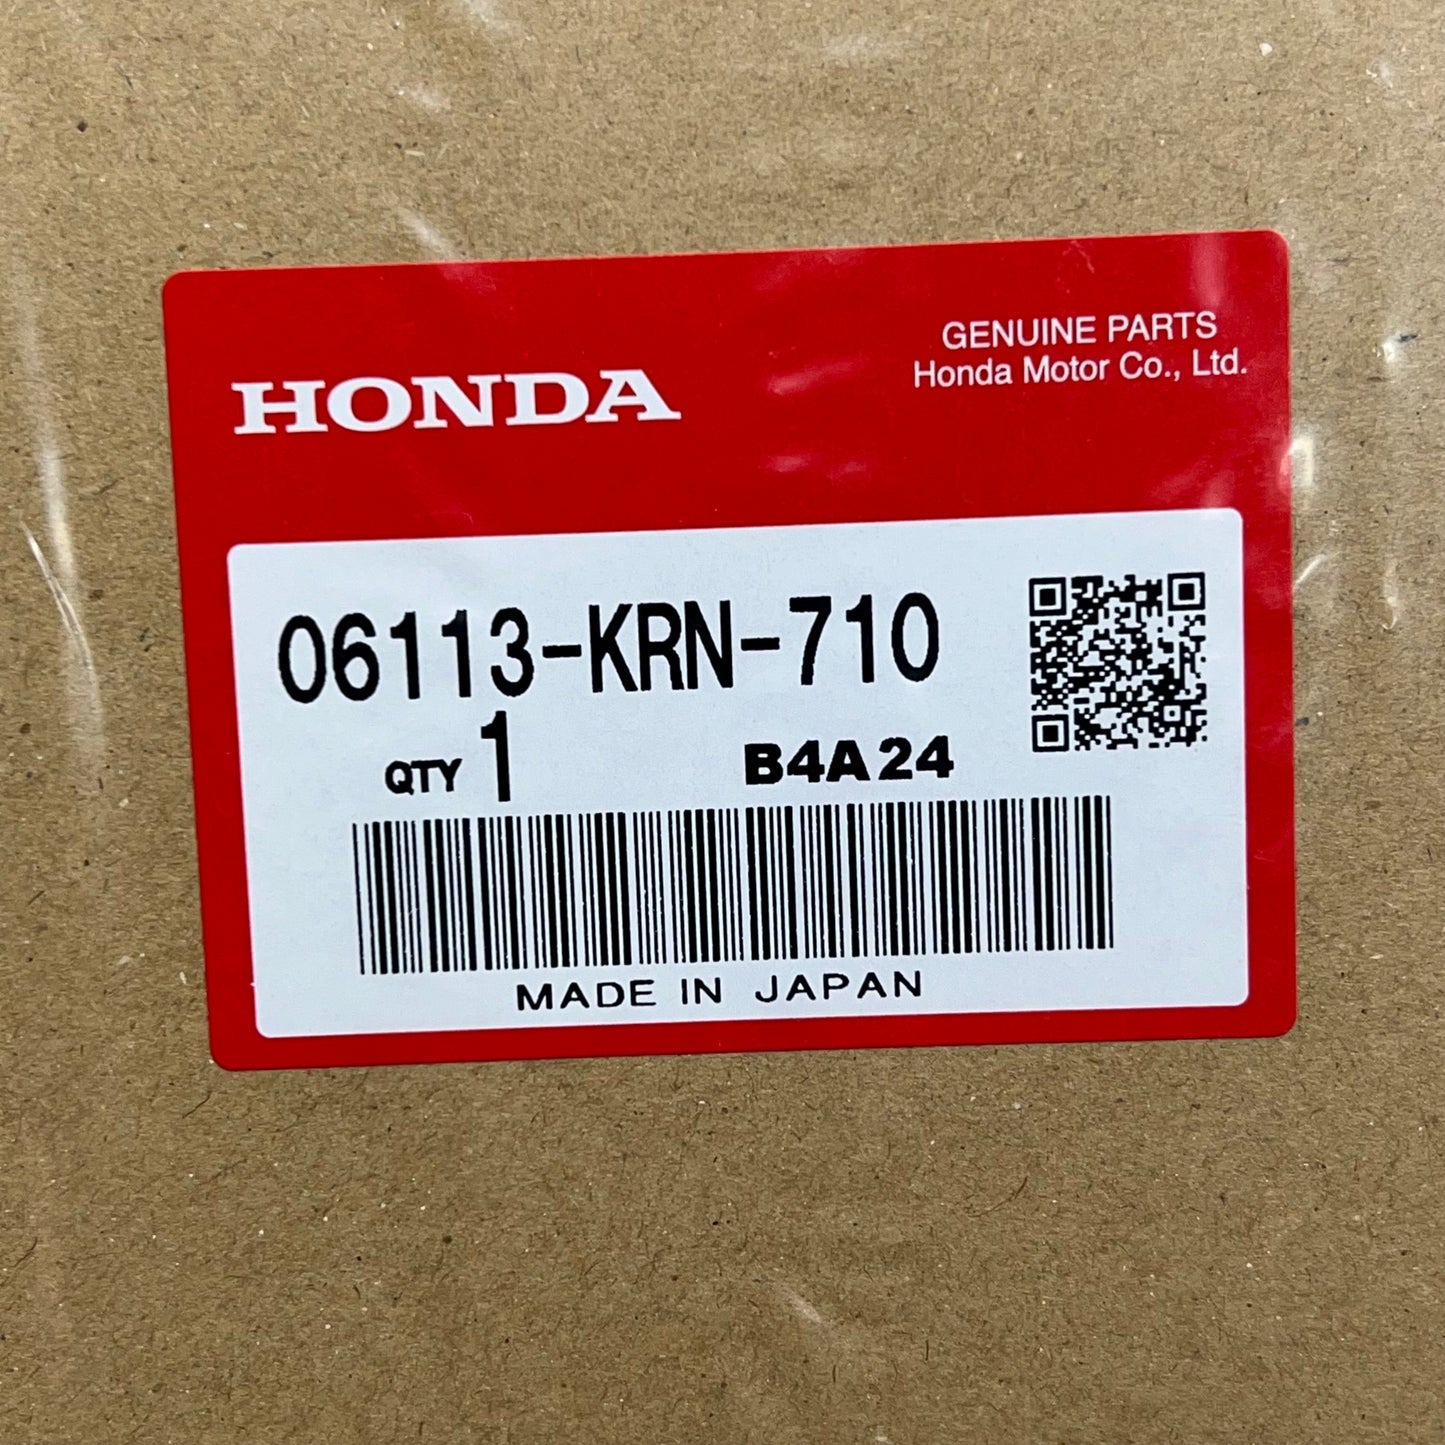 HONDA
GENUINE PARTS
Honda Motor Co., Ltd.
06113-KRN-710
QTY 1
B4A24
MADE IN JAPAN